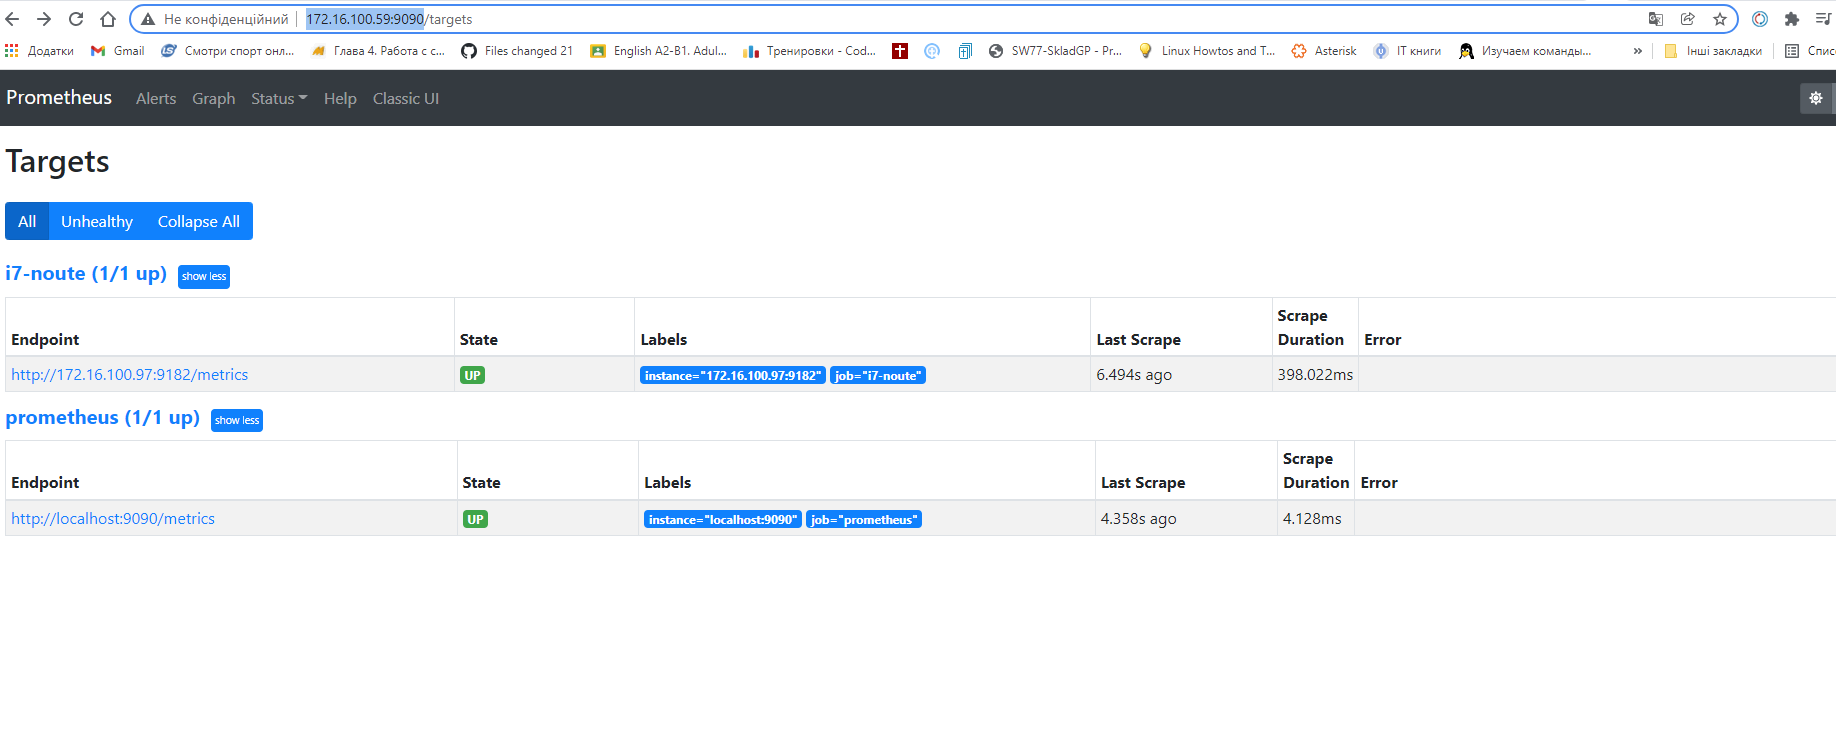 Не конфіденційний 172.16.100.59:9090/targets
Додатки Gmail Смотри спорт онл... Глава 4. Работа с с... Files changed 21 English A2-B1. Adul... Тренировки - Cod... SW77-SkladGP - Pr... Linux Howtos and T... Asterisk IT книги Изучаем команды... » Інші закладки Спис
Prometheus Alerts Graph Status Help Classic UI
Targets
All Unhealthy Collapse All
i7-noute (1/1 up) show less
Endpoint State Labels Last Scrape Scrape Duration Error
http://172.16.100.97:9182/metrics UP instance="172.16.100.97:9182" job="i7-noute" 6.494s ago 398.022ms
prometheus (1/1 up) show less
Endpoint State Labels Last Scrape Scrape Duration Error
http://localhost:9090/metrics UP instance="localhost:9090" job="prometheus" 4.358s ago 4.128ms